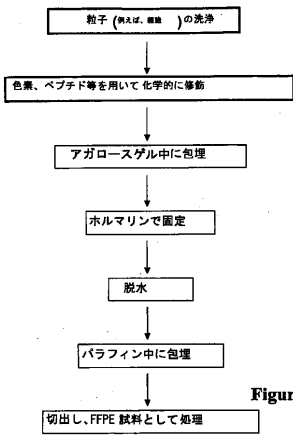 粒子(例えば、細胞)の洗浄
色素、ペプチド等を用いて化学的に修飾
アガロースゲル中に包埋
ホルマリンで固定
脱水
パラフィン中に包埋
Figur
切出し、FFPE 試料として処理